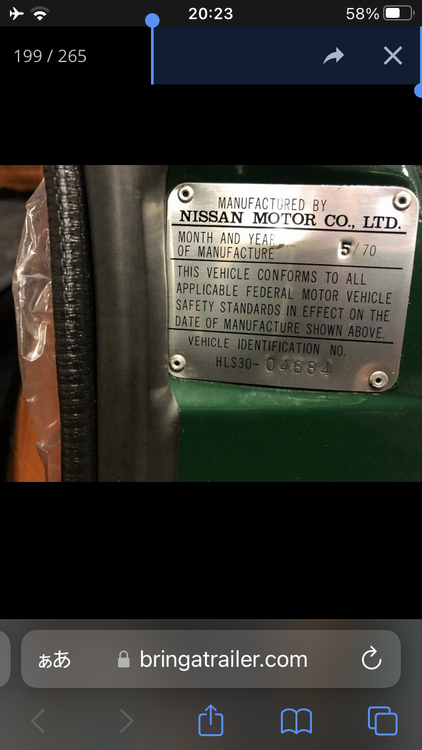 20:23
58%
199 / 265
MANUFACTURED BY
NISSAN MOTOR CO., LTD.
MONTH AND YEAR
OF MANUFACTURE 5/70
THIS VEHICLE CONFORMS TO ALL
APPLICABLE FEDERAL MOTOR VEHICLE
SAFETY STANDARDS IN EFFECT ON THE
DATE OF MANUFACTURE SHOWN ABOVE.
VEHICLE IDENTIFICATION NO.
HLS30-04684
ぁあ
bringatrailer.com